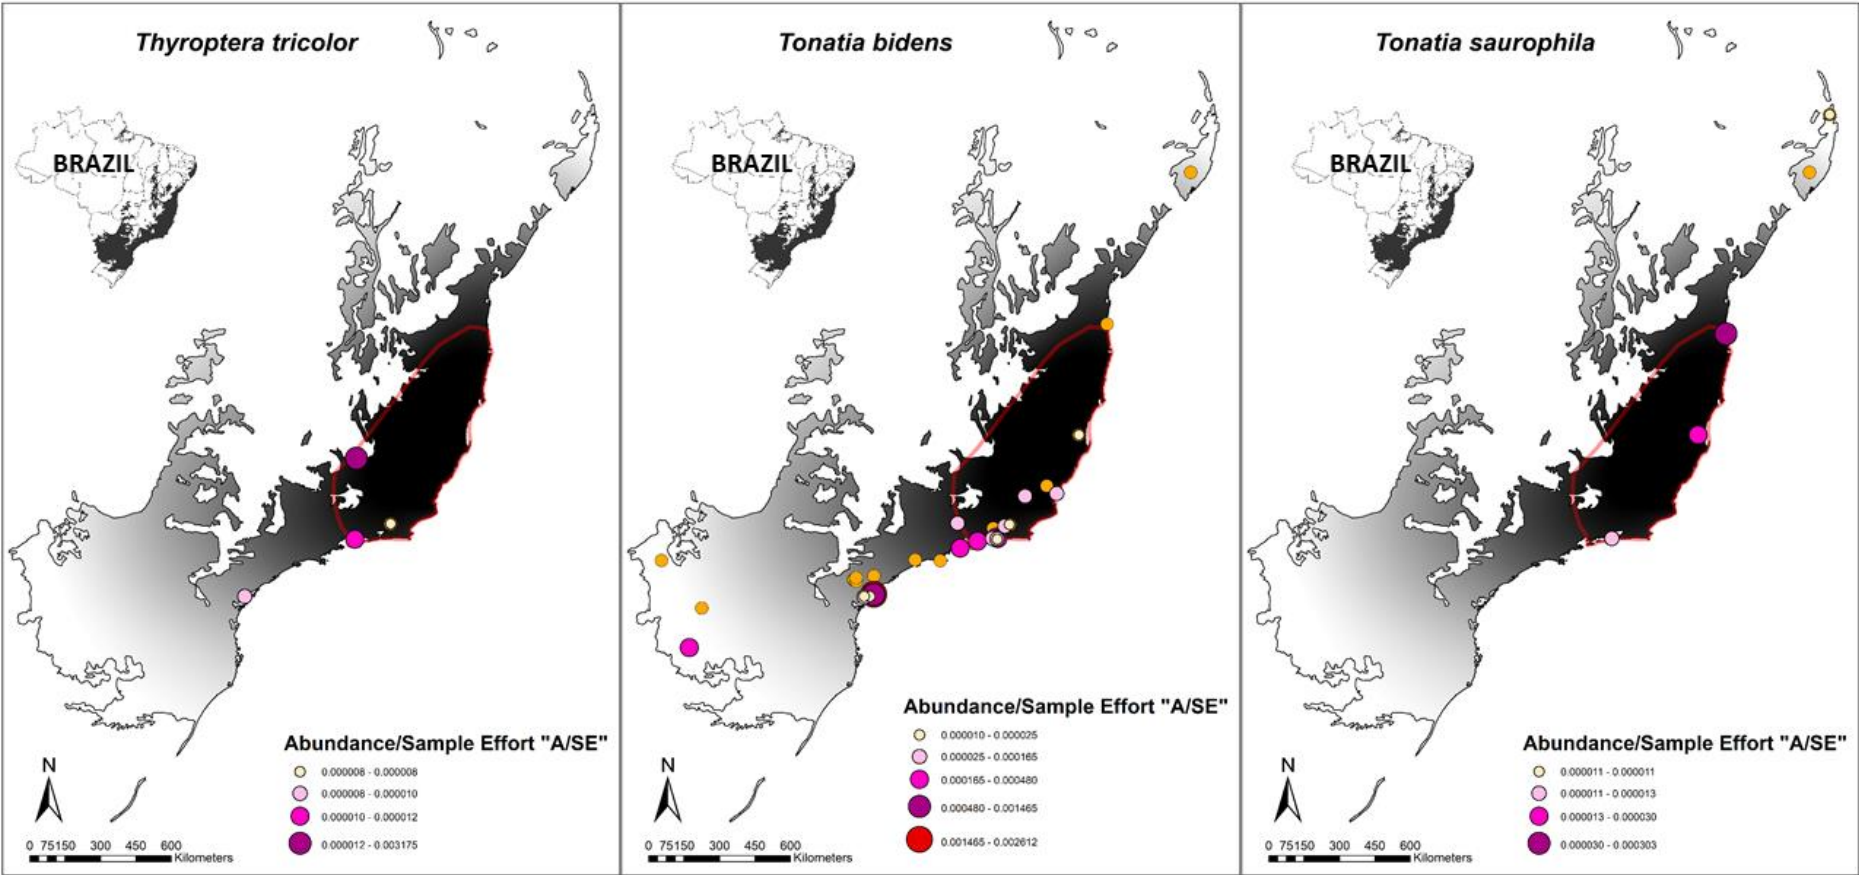 Thyroptera tricolor
BRAZIL
Abundance/Sample Effort "A/SE"
0.000008 - 0.000008
0.000008 - 0.000010
0.000010 - 0.000012
0.000012 - 0.003175
N
0 75150 300 450 600
Kilometers
Tonatia bidens
BRAZIL
Abundance/Sample Effort "A/SE"
0.000010 - 0.000025
0.000025 - 0.000165
0.000165 - 0.000480
0.000480 - 0.001465
0.001465 - 0.002612
N
0 75150 300 450 600
Kilometers
Tonatia saurophila
BRAZIL
Abundance/Sample Effort "A/SE"
0.000011 - 0.000011
0.000011 - 0.000013
0.000013 - 0.000030
0.000030 - 0.000303
N
0 75150 300 450 600
Kilometers